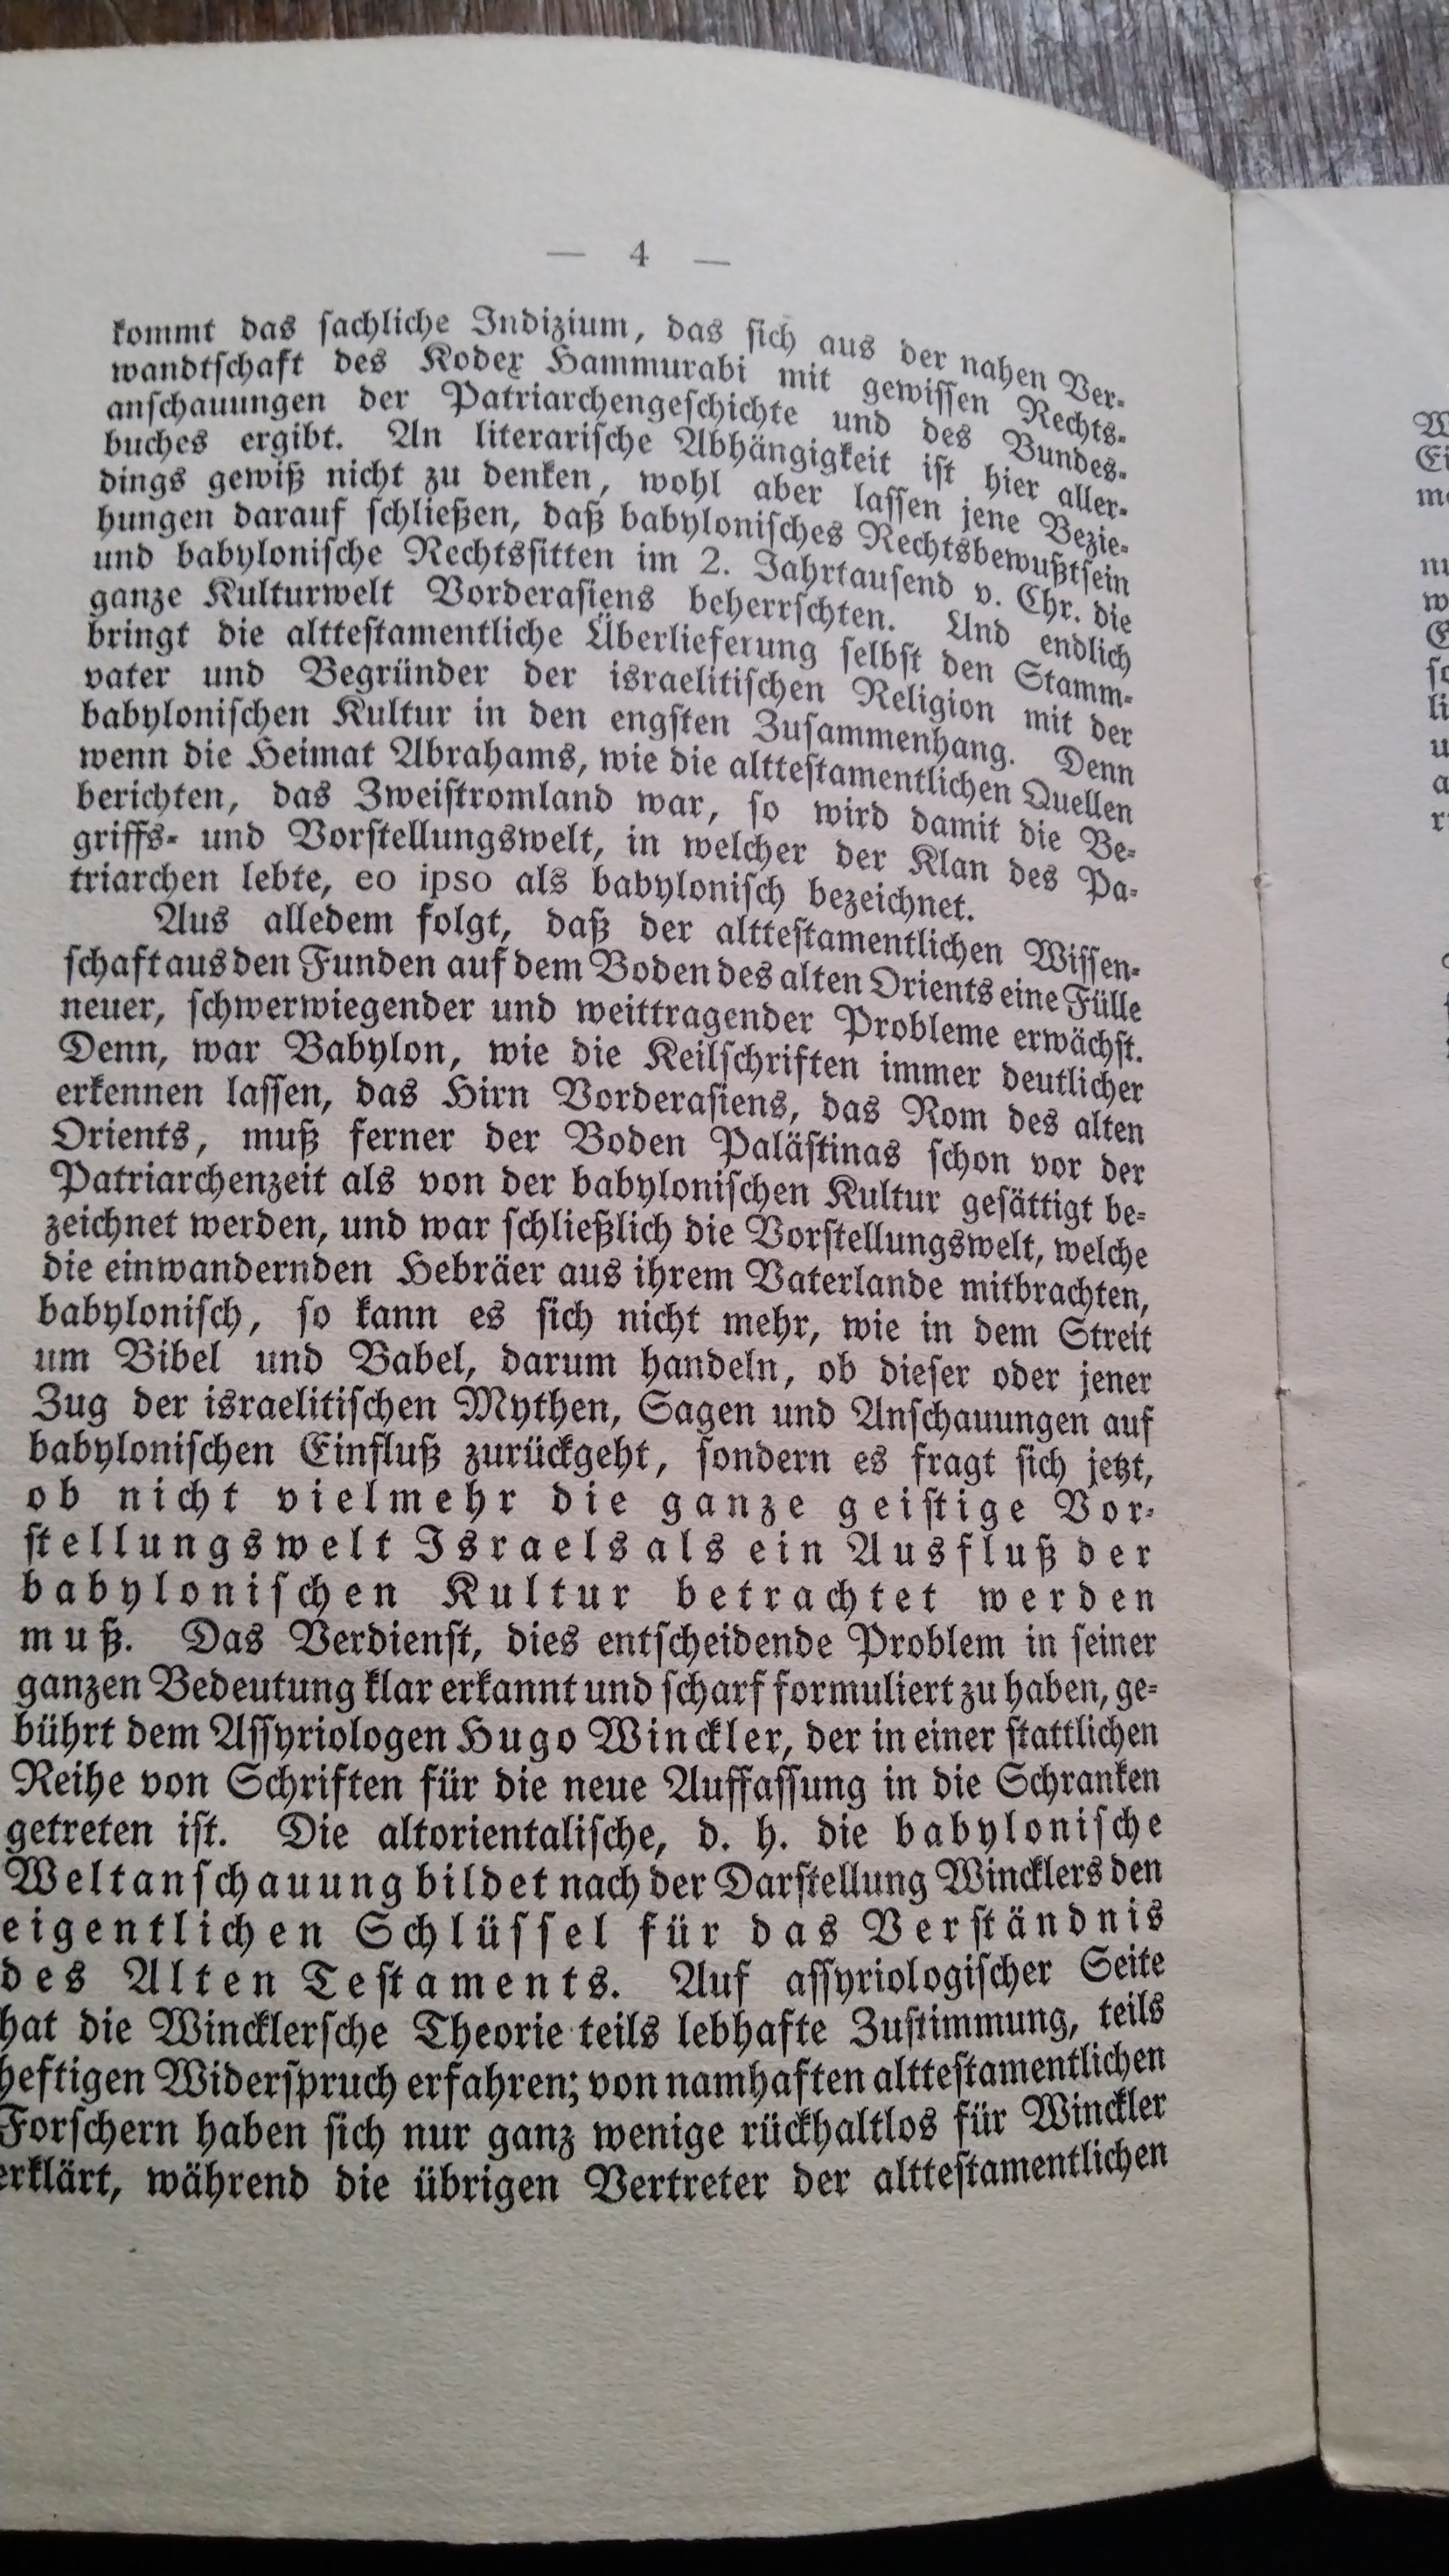 — 4 —
kommt das sachliche Indizium, das sich aus der nahen Ver-
wandtschaft des Kodex Hammurabi mit gewissen Rechts-
anschauungen der Patriarchengeschichte und des Bundes-
buches ergibt. An literarische Abhängigkeit ist hier aller-
dings gewiß nicht zu denken, wohl aber lassen jene Bezie-
hungen darauf schließen, daß babylonisches Rechtsbewußtsein
und babylonische Rechtssitten im 2. Jahrtausend v. Chr. die
ganze Kulturwelt Vorderasiens beherrschten. Und endlich
bringt die alttestamentliche Überlieferung selbst den Stamm-
vater und Begründer der israelitischen Religion mit der
babylonischen Kultur in den engsten Zusammenhang. Denn
wenn die Heimat Abrahams, wie die alttestamentlichen Quellen
berichten, das Zweistromland war, so wird damit die Be-
griffs- und Vorstellungswelt, in welcher der Klan des Pa-
triarchen lebte, eo ipso als babylonisch bezeichnet.
Aus alledem folgt, daß der alttestamentlichen Wissen-
schaft aus den Funden auf dem Boden des alten Orients eine Fülle
neuer, schwerwiegender und weittragender Probleme erwächst.
Denn, war Babylon, wie die Keilschriften immer deutlicher
erkennen lassen, das Hirn Vorderasiens, das Rom des alten
Orients, muß ferner der Boden Palästinas schon vor der
Patriarchenzeit als von der babylonischen Kultur gesättigt be-
zeichnet werden, und war schließlich die Vorstellungswelt, welche
die einwandernden Hebräer aus ihrem Vaterlande mitbrachten,
babylonisch, so kann es sich nicht mehr, wie in dem Streit
um Bibel und Babel, darum handeln, ob dieser oder jener
Zug der israelitischen Mythen, Sagen und Anschauungen auf
babylonischen Einfluß zurückgeht, sondern es fragt sich jetzt,
ob nicht vielmehr die ganze geistige Vor-
stellungswelt Israels als ein Ausfluß der
babylonischen Kultur betrachtet werden
muß. Das Verdienst, dies entscheidende Problem in seiner
ganzen Bedeutung klar erkannt und scharf formuliert zu haben, ge-
bührt dem Assyriologen Hugo Winckler, der in einer stattlichen
Reihe von Schriften für die neue Auffassung in die Schranken
getreten ist. Die altorientalische, d. h. die babylonische
Weltanschauung bildet nach der Darstellung Wincklers den
eigentlichen Schlüssel für das Verständnis
des Alten Testaments. Auf assyriologischer Seite
hat die Wincklersche Theorie teils lebhafte Zustimmung, teils
heftigen Widerspruch erfahren; von namhaften alttestamentlichen
Forschern haben sich nur ganz wenige rückhaltlos für Winckler
erklärt, während die übrigen Vertreter der alttestamentlichen